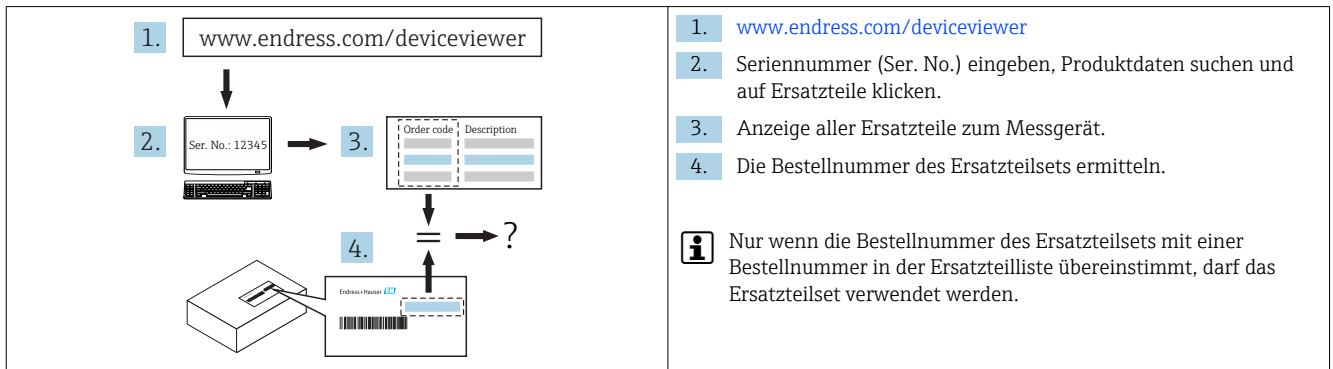 1. www.endress.com/deviceviewer
2. Ser. No.: 12345
3. Order code Description
4. = ?
Endress+Hauser EH
1. www.endress.com/deviceviewer
2. Seriennummer (Ser. No.) eingeben, Produktdaten suchen und
auf Ersatzteile klicken.
3. Anzeige aller Ersatzteile zum Messgerät.
4. Die Bestellnummer des Ersatzteilsets ermitteln.
i Nur wenn die Bestellnummer des Ersatzteilsets mit einer
Bestellnummer in der Ersatzteilliste übereinstimmt, darf das
Ersatzteilset verwendet werden.